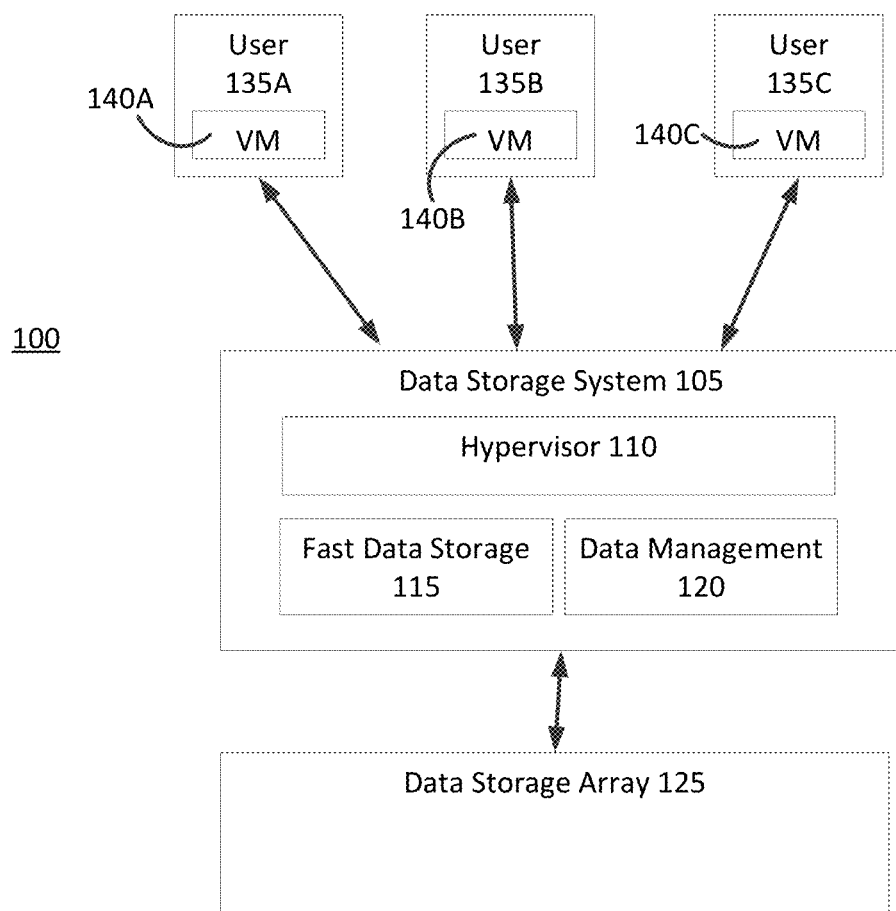 User
135A
VM
140A
User
135B
VM
140B
User
135C
VM
140C
100
Data Storage System 105
Hypervisor 110
Fast Data Storage
115
Data Management
120
Data Storage Array 125